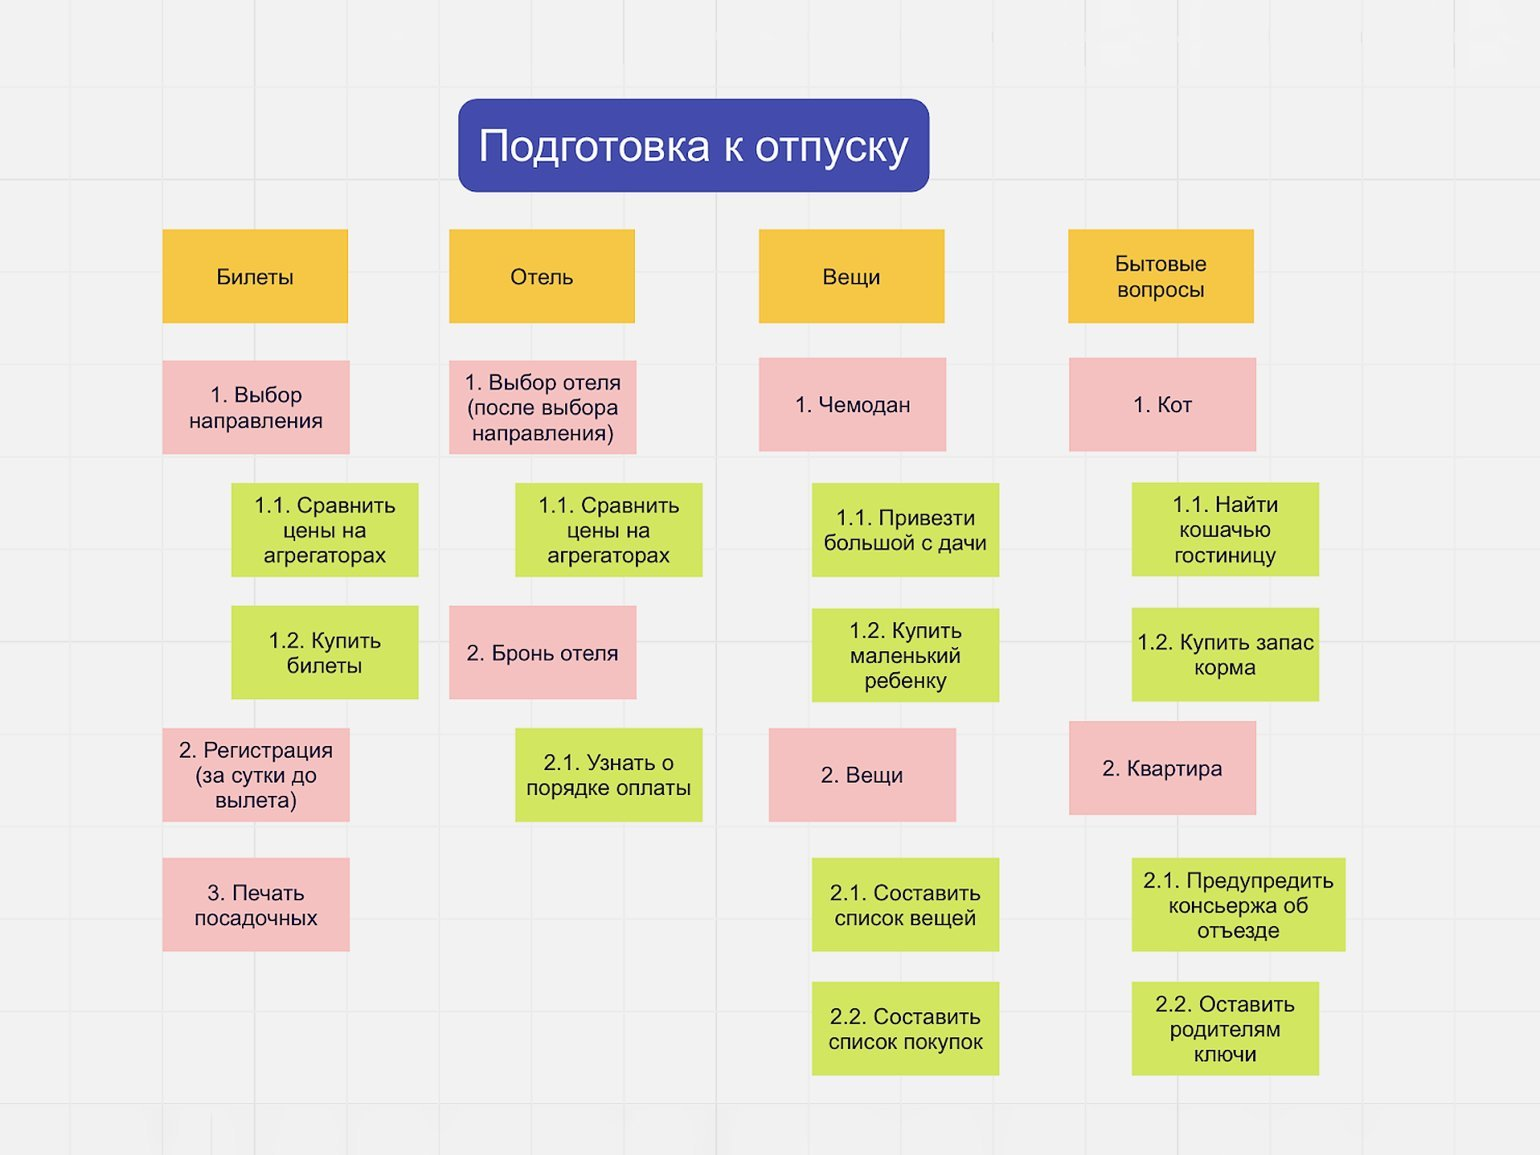 Подготовка к отпуску
Билеты
Отель
Вещи
Бытовые
вопросы
1. Выбор
направления
1. Выбор отеля
(после выбора
направления)
1. Чемодан
1. Кот
1.1. Сравнить
цены на
агрегаторах
1.1. Сравнить
цены на
агрегаторах
1.1. Привезти
большой с дачи
1.1. Найти
кошачью
гостиницу
1.2. Купить
билеты
2. Бронь отеля
1.2. Купить
маленький
ребенку
1.2. Купить запас
корма
2. Регистрация
(за сутки до
вылета)
2.1. Узнать о
порядке оплаты
2. Вещи
2. Квартира
3. Печать
посадочных
2.1. Составить
список вещей
2.1. Предупредить
консьержа об
отъезде
2.2. Составить
список покупок
2.2. Оставить
родителям
ключи